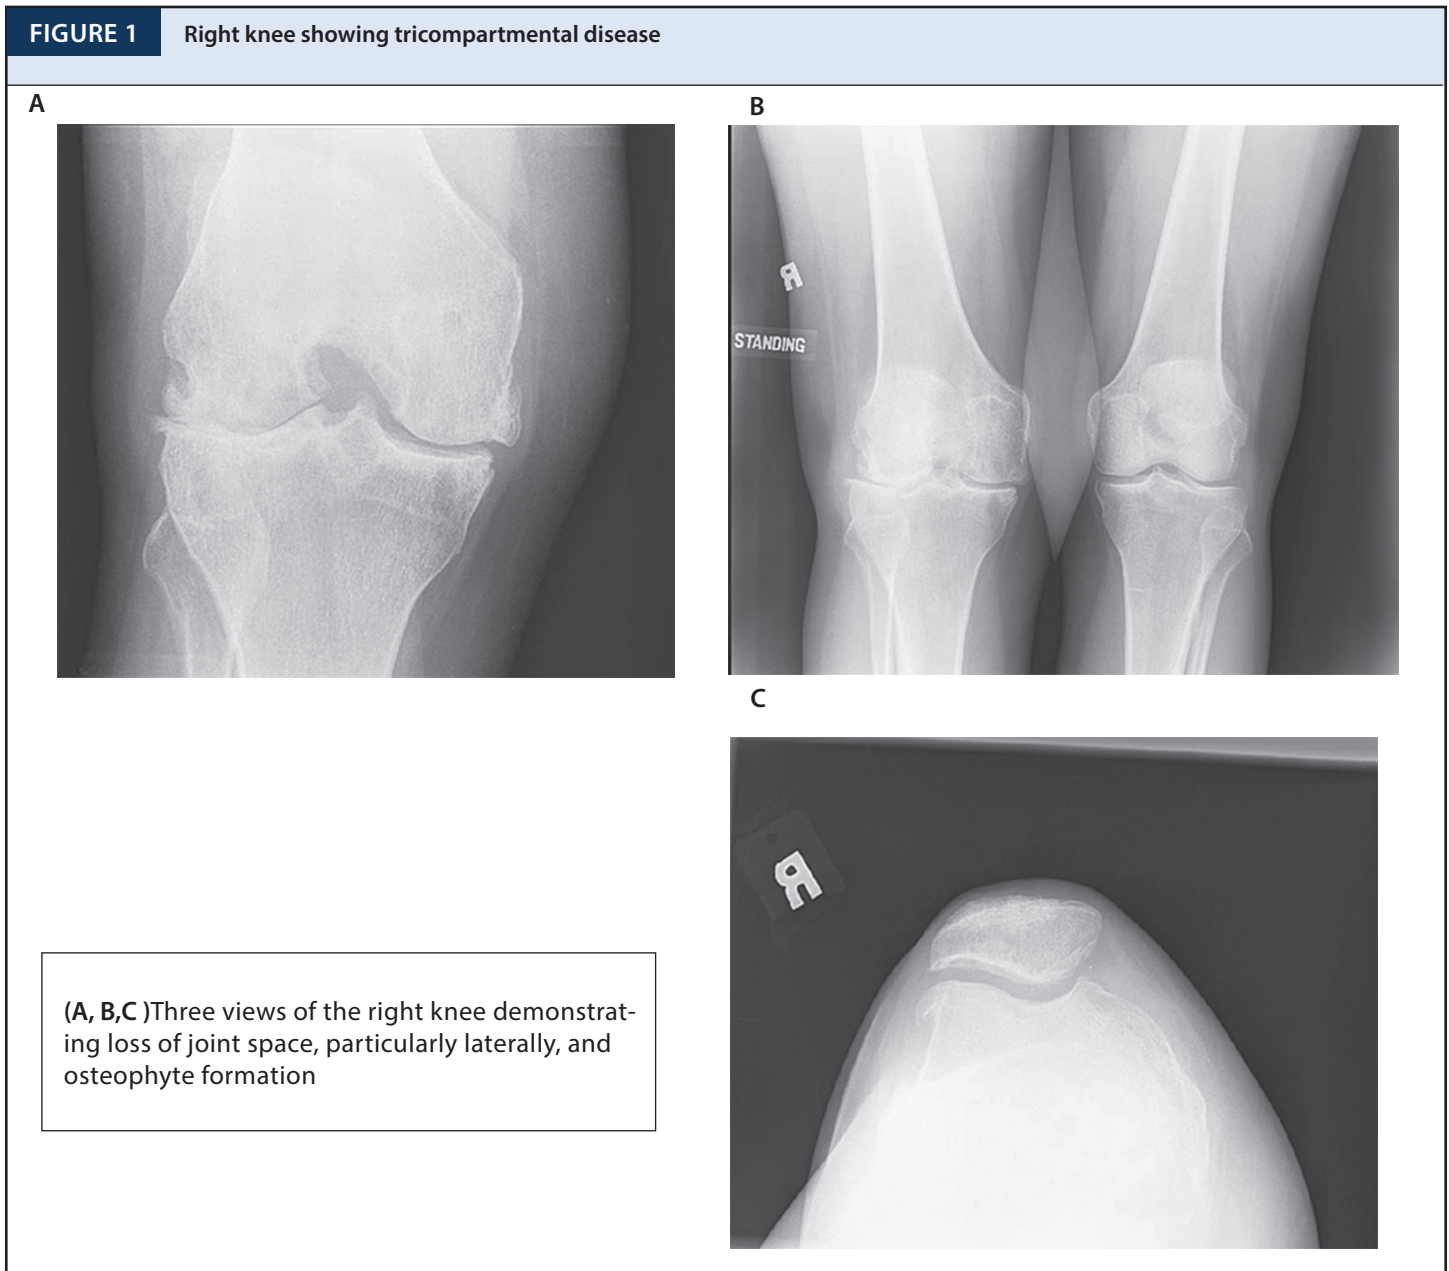 FIGURE 1
Right knee showing tricompartmental disease
A
B
R
STANDING
C
R
(A, B,C )Three views of the right knee demonstrat-
ing loss of joint space, particularly laterally, and
osteophyte formation